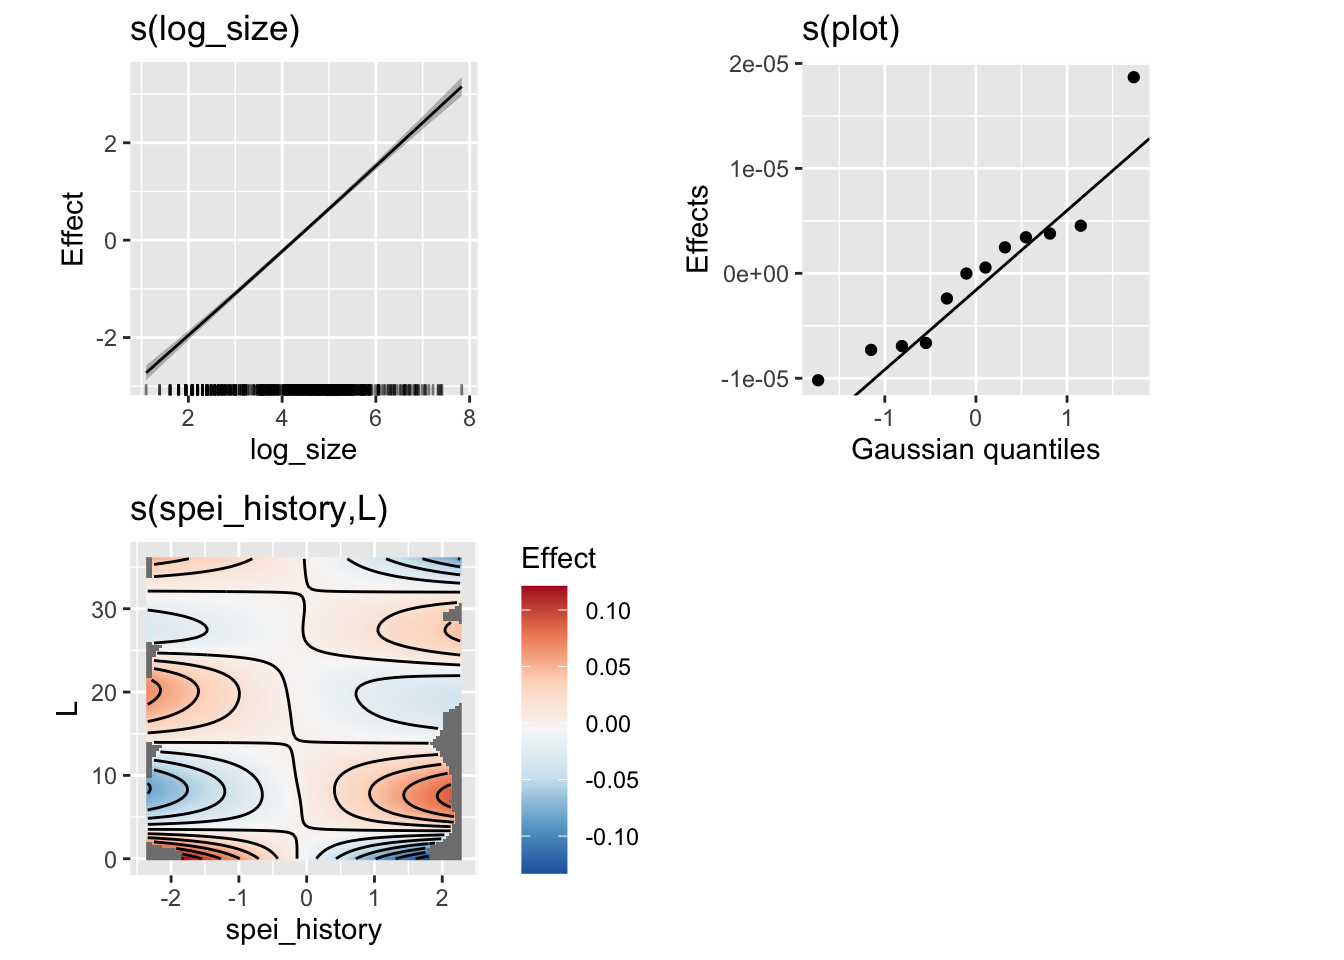 s(log_size)
Effect
2
0
-2
2
4
6
8
log_size
s(plot)
Effects
2e-05
1e-05
0e+00
-1e-05
-1
0
1
Gaussian quantiles
s(spei_history,L)
L
30
20
10
0
-2
-1
0
1
2
spei_history
Effect
0.10
0.05
0.00
-0.05
-0.10